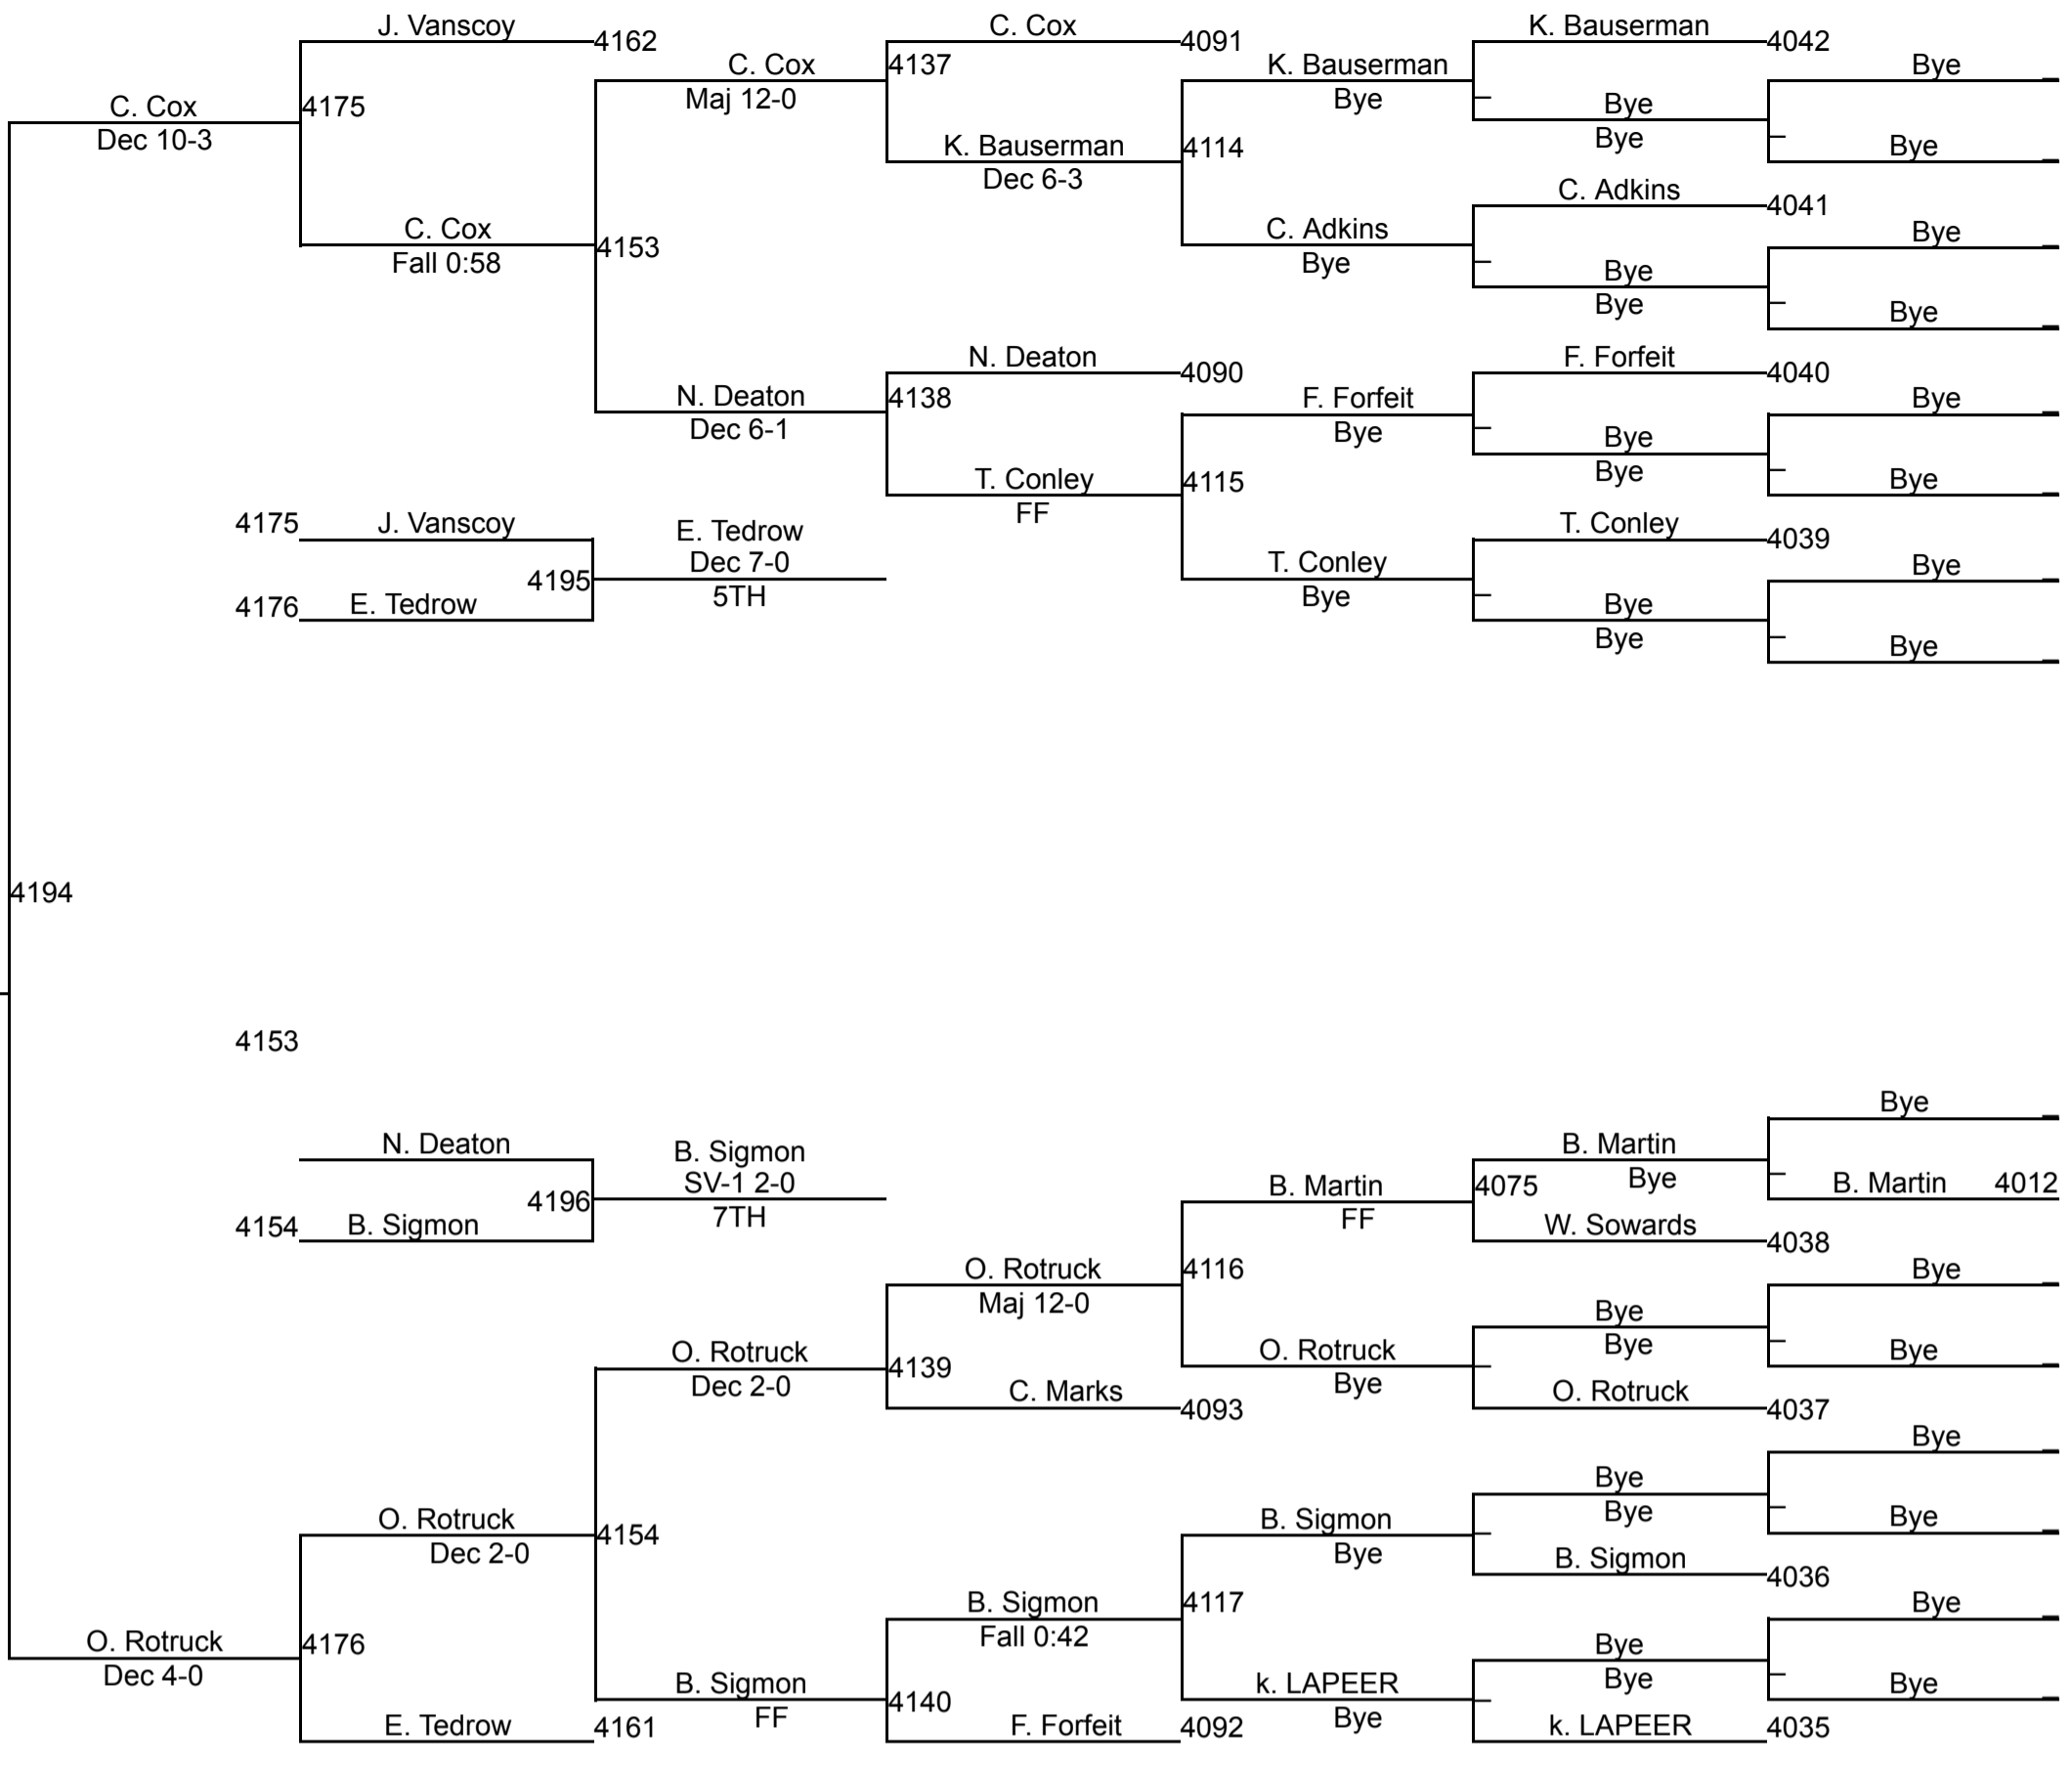 J. Vanscoy
4162
C. Cox
4091
K. Bauserman
4042
C. Cox
Maj 12-0
4137
K. Bauserman
Bye
Bye
C. Cox
Dec 10-3
4175
Bye
Bye
K. Bauserman
Dec 6-3
4114
Bye
C. Adkins
4041
C. Cox
Fall 0:58
4153
C. Adkins
Bye
Bye
Bye
Bye
Bye
N. Deaton
4090
F. Forfeit
4040
N. Deaton
Dec 6-1
4138
F. Forfeit
Bye
Bye
Bye
Bye
T. Conley
FF
4115
Bye
4175
J. Vanscoy
E. Tedrow
Dec 7-0
5TH
T. Conley
4039
4195
T. Conley
Bye
Bye
4176
E. Tedrow
Bye
Bye
Bye
4194
4153
Bye
N. Deaton
B. Sigmon
SV-1 2-0
7TH
B. Martin
Bye
4196
B. Martin
FF
4075
B. Martin
4012
4154
B. Sigmon
W. Sowards
4038
O. Rotruck
Maj 12-0
4116
Bye
Bye
Bye
O. Rotruck
Dec 2-0
4139
O. Rotruck
Bye
Bye
C. Marks
4093
O. Rotruck
4037
Bye
Bye
Bye
O. Rotruck
Dec 2-0
4154
B. Sigmon
Bye
Bye
B. Sigmon
4036
B. Sigmon
Fall 0:42
4117
Bye
O. Rotruck
Dec 4-0
4176
Bye
Bye
B. Sigmon
FF
4140
k. LAPEER
Bye
Bye
E. Tedrow
4161
F. Forfeit
4092
k. LAPEER
4035